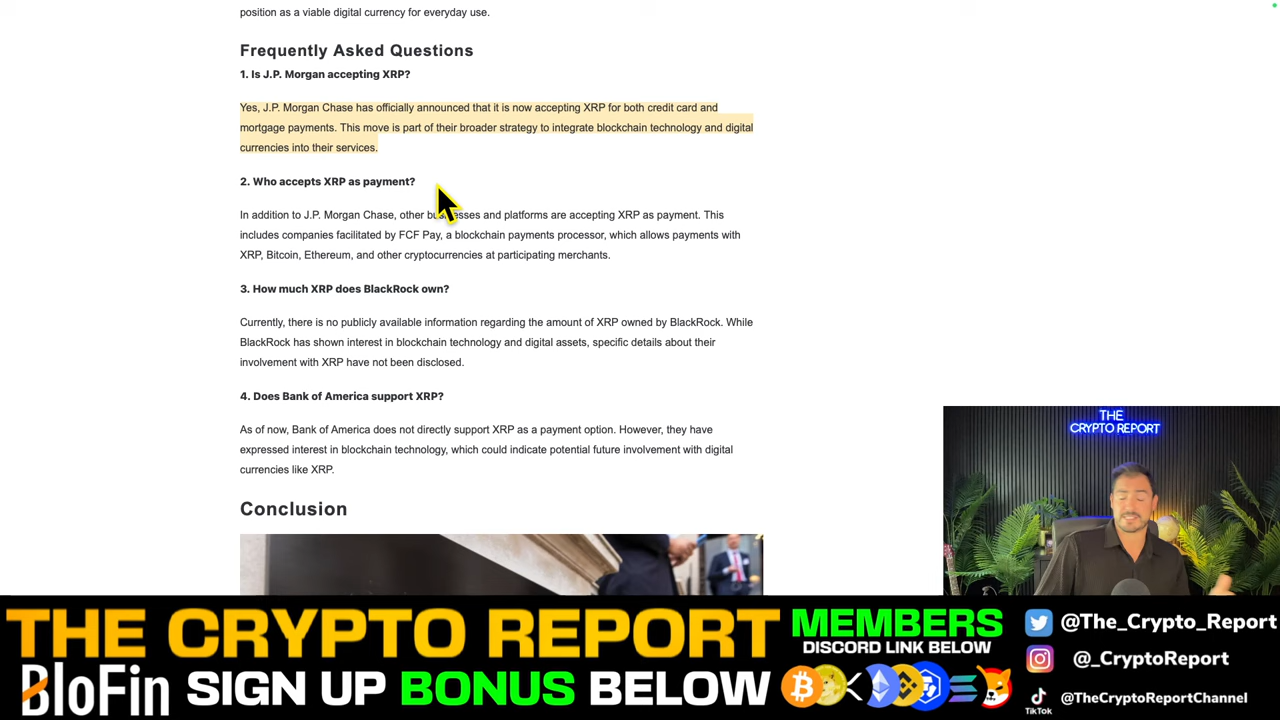 position as a viable digital currency for everyday use.
Frequently Asked Questions
1. Is J.P. Morgan accepting XRP?
Yes, J.P. Morgan Chase has officially announced that it is now accepting XRP for both credit card and
mortgage payments. This move is part of their broader strategy to integrate blockchain technology and digital
currencies into their services.
2. Who accepts XRP as payment?
In addition to J.P. Morgan Chase, other businesses and platforms are accepting XRP as payment. This
includes companies facilitated by FCF Pay, a blockchain payments processor, which allows payments with
XRP, Bitcoin, Ethereum, and other cryptocurrencies at participating merchants.
3. How much XRP does BlackRock own?
Currently, there is no publicly available information regarding the amount of XRP owned by BlackRock. While
BlackRock has shown interest in blockchain technology and digital assets, specific details about their
involvement with XRP have not been disclosed.
4. Does Bank of America support XRP?
As of now, Bank of America does not directly support XRP as a payment option. However, they have
expressed interest in blockchain technology, which could indicate potential future involvement with digital
currencies like XRP.
Conclusion
THE
CRYPTO REPORT
THE CRYPTO REPORT
BloFin SIGN UP BONUS BELOW
MEMBERS
DISCORD LINK BELOW
@The_Crypto_Report
@_CryptoReport
TikTok @TheCryptoReportChannel